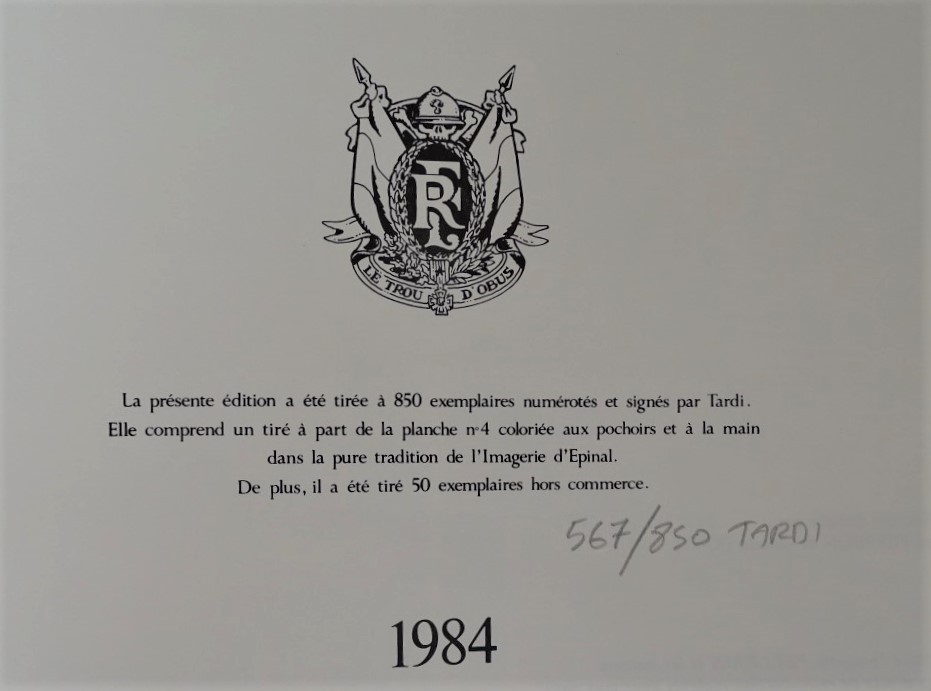 RF
LE TROU D'OBUS
La présente édition a été tirée à 850 exemplaires numérotés et signés par Tardi.
Elle comprend un tiré à part de la planche n°4 coloriée aux pochoirs et à la main
dans la pure tradition de l'Imagerie d'Epinal.
De plus, il a été tiré 50 exemplaires hors commerce.
567/850 TARDI
1984